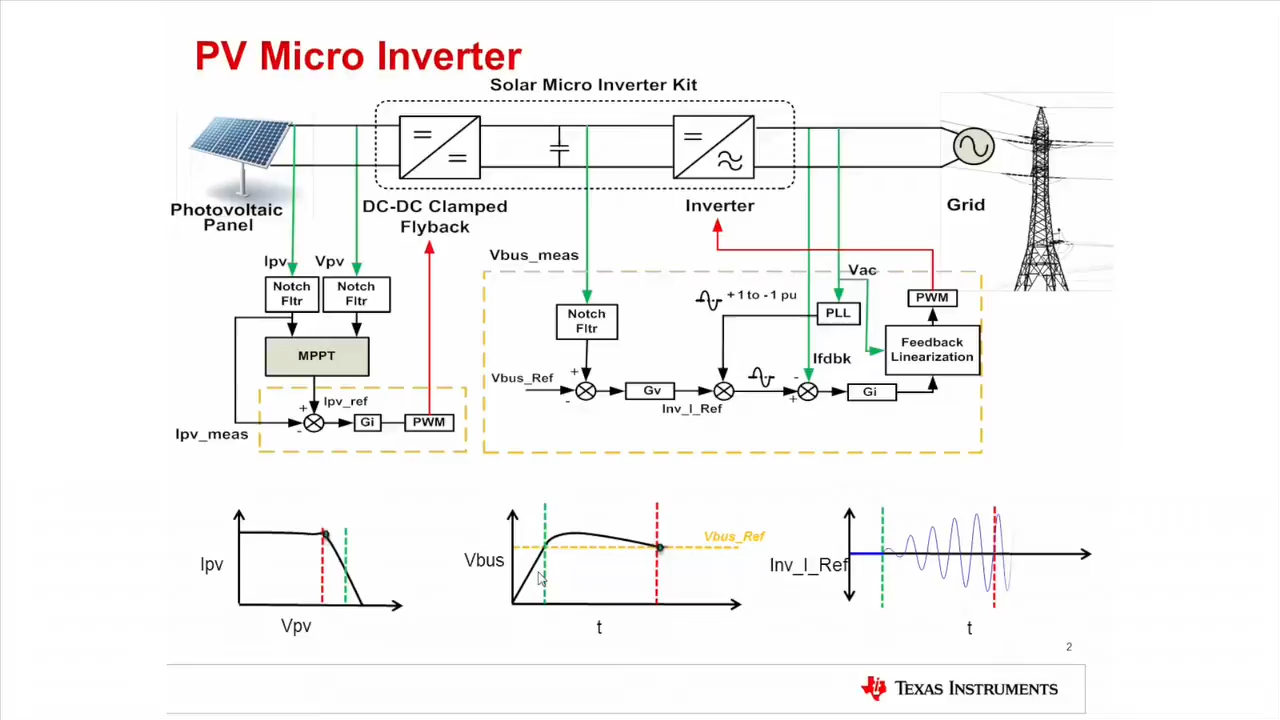 PV Micro Inverter
Solar Micro Inverter Kit
Photovoltaic
Panel
DC-DC Clamped
Flyback
Inverter
Grid
Ipv
Vpv
Vbus_meas
Vac
Notch
Fltr
Notch
Fltr
Notch
Fltr
+ 1 to - 1 pu
PLL
PWM
MPPT
Ifdbk
Feedback
Linearization
Vbus_Ref
+
-
Gv
Inv_I_Ref
-
+
Gi
Ipv_ref
+
-
Gi
PWM
Ipv_meas
Ipv
Vpv
Vbus
Vbus_Ref
t
Inv_I_Ref
t
2
TEXAS INSTRUMENTS